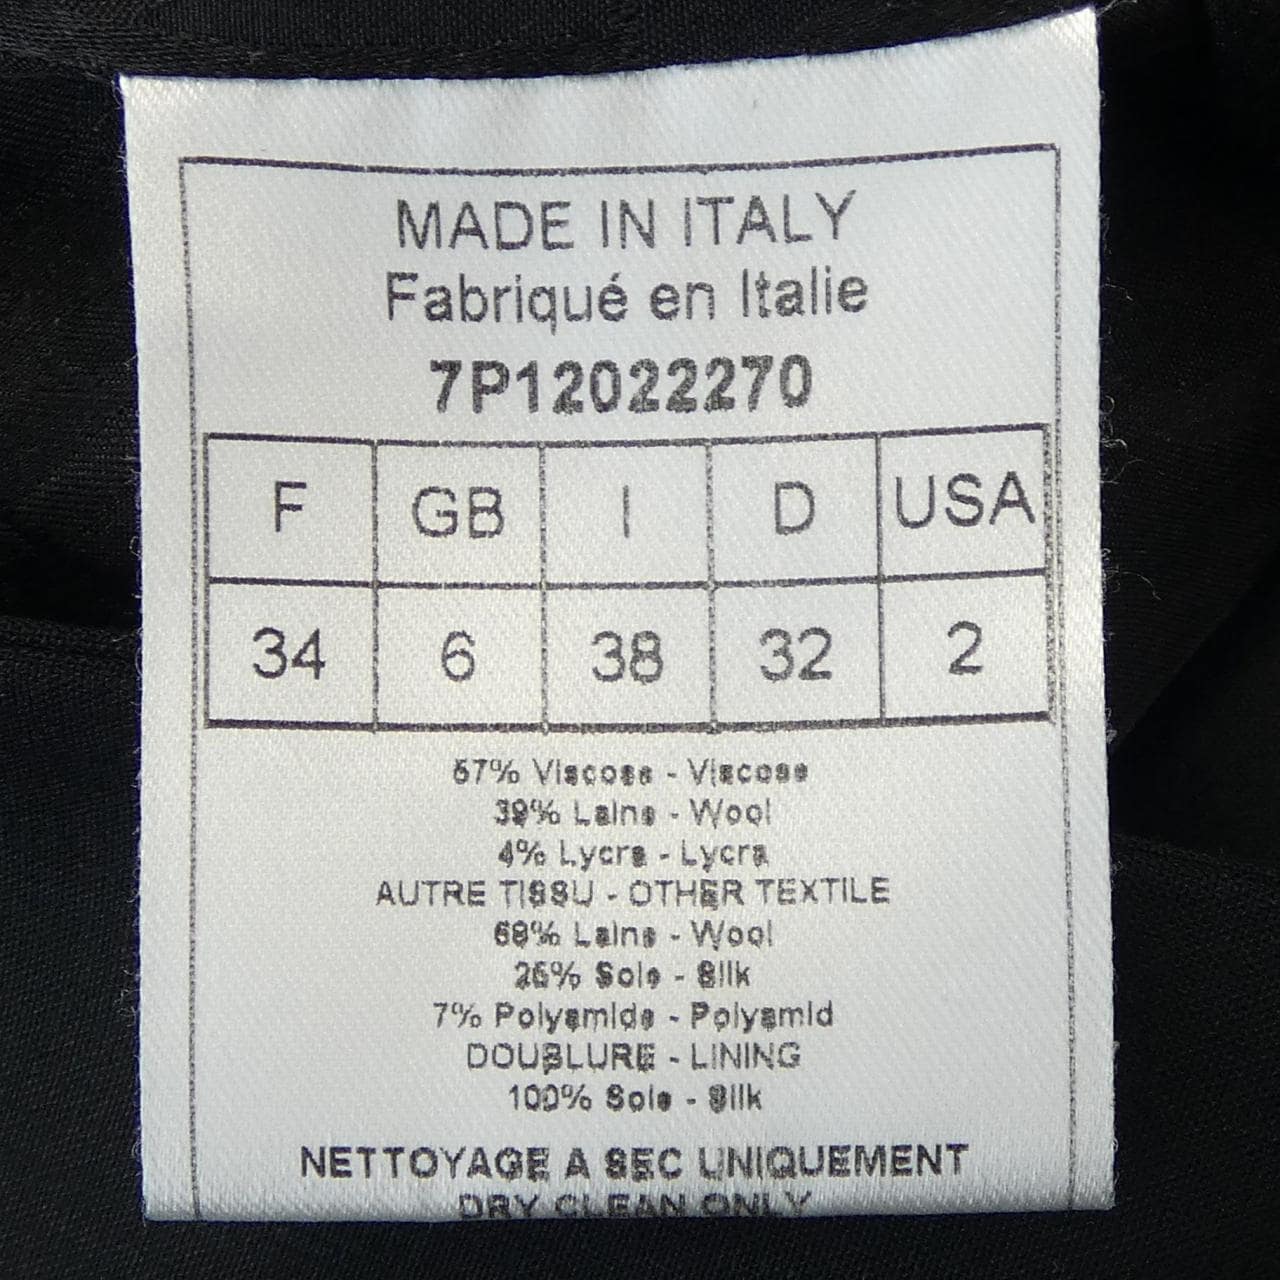 MADE IN ITALY
Fabriqué en Italie
7P12022270
F GB I D USA
34 6 38 32 2
57% Viscose - Viscose
39% Laine - Wool
4% Lycra - Lycra
AUTRE TISSU - OTHER TEXTILE
68% Laine - Wool
25% Soie - Silk
7% Polyamide - Polyamid
DOUBLURE - LINING
100% Soie - Silk
NETTOYAGE A SEC UNIQUEMENT
DRY CLEAN ONLY